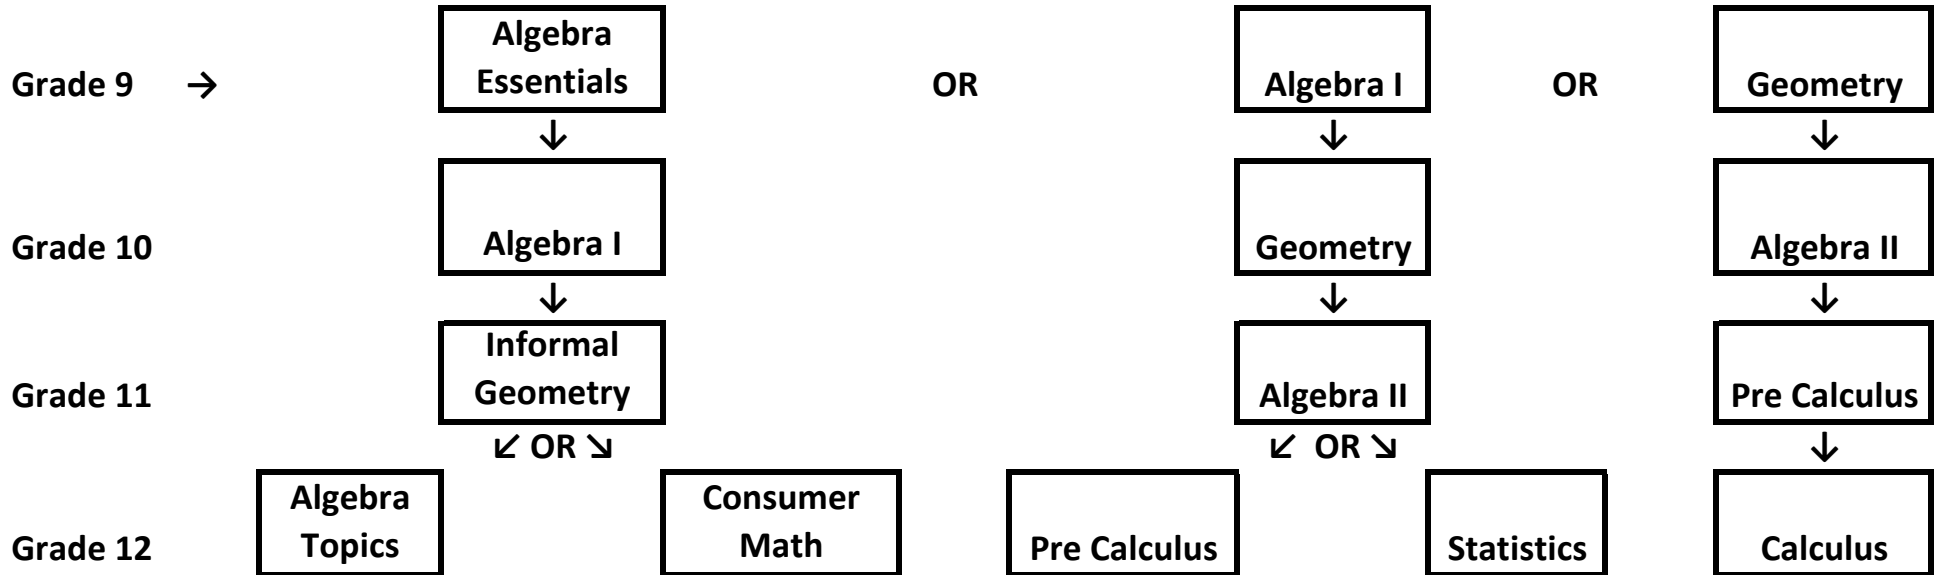 Algebra
Grade 9 → Essentials OR Algebra I OR Geometry
↓ ↓ ↓
Grade 10 Algebra I Geometry Algebra II
↓ ↓ ↓
Informal
Grade 11 Geometry Algebra II Pre Calculus
↙ OR ↘ ↙ OR ↘ ↓
Algebra Consumer
Grade 12 Topics Math Pre Calculus Statistics Calculus